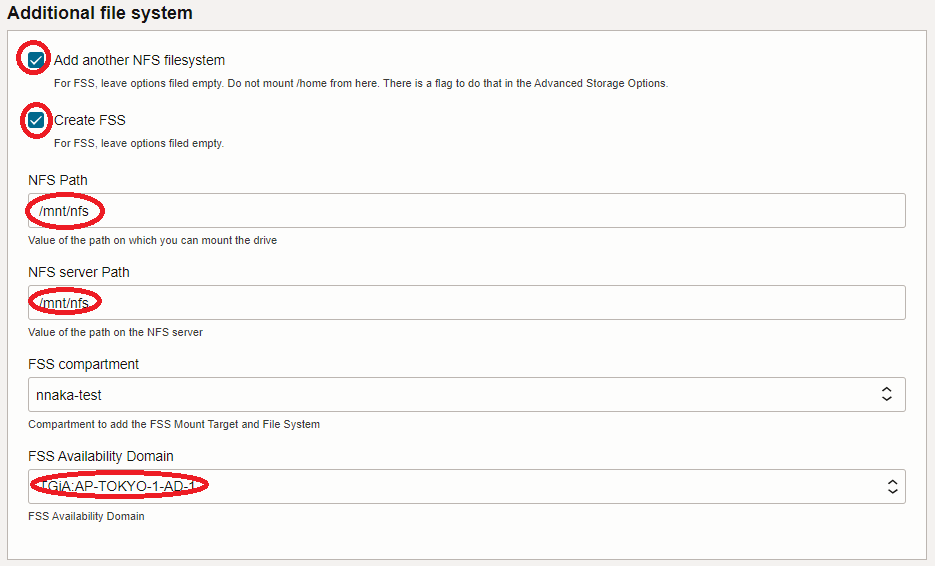 Additional file system
Add another NFS filesystem
For FSS, leave options filed empty. Do not mount /home from here. There is a flag to do that in the Advanced Storage Options.
Create FSS
For FSS, leave options filed empty.
NFS Path
/mnt/nfs
Value of the path on which you can mount the drive
NFS server Path
/mnt/nfs
Value of the path on the NFS server
FSS compartment
nnaka-test
Compartment to add the FSS Mount Target and File System
FSS Availability Domain
TGjA:AP-TOKYO-1-AD-1
FSS Availability Domain